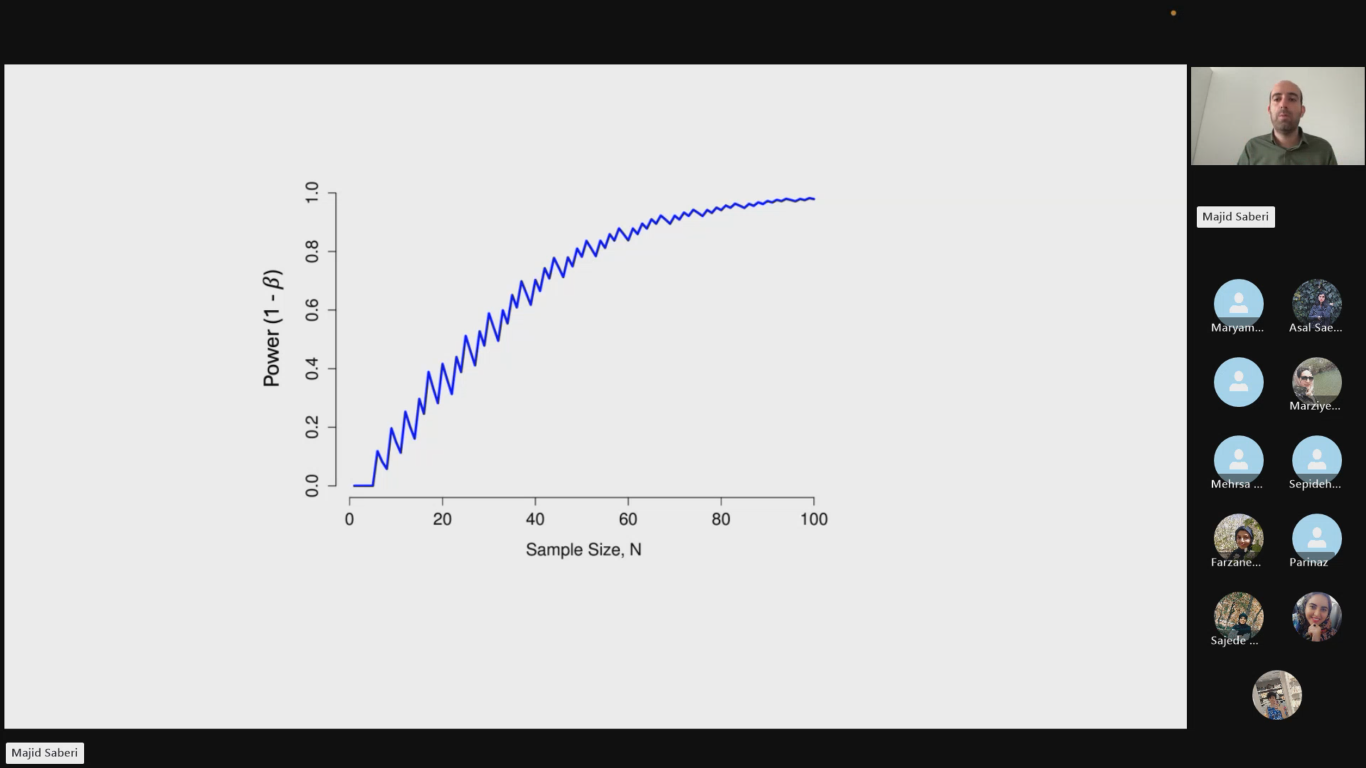 Power (1 - β)
1.0
0.8
0.6
0.4
0.2
0.0
0 20 40 60 80 100
Sample Size, N
Majid Saberi
Maryam... Asal Sae...
Marziye...
Mehrsa ... Sepideh...
Farzane... Parinaz
Sajede ...
Majid Saberi